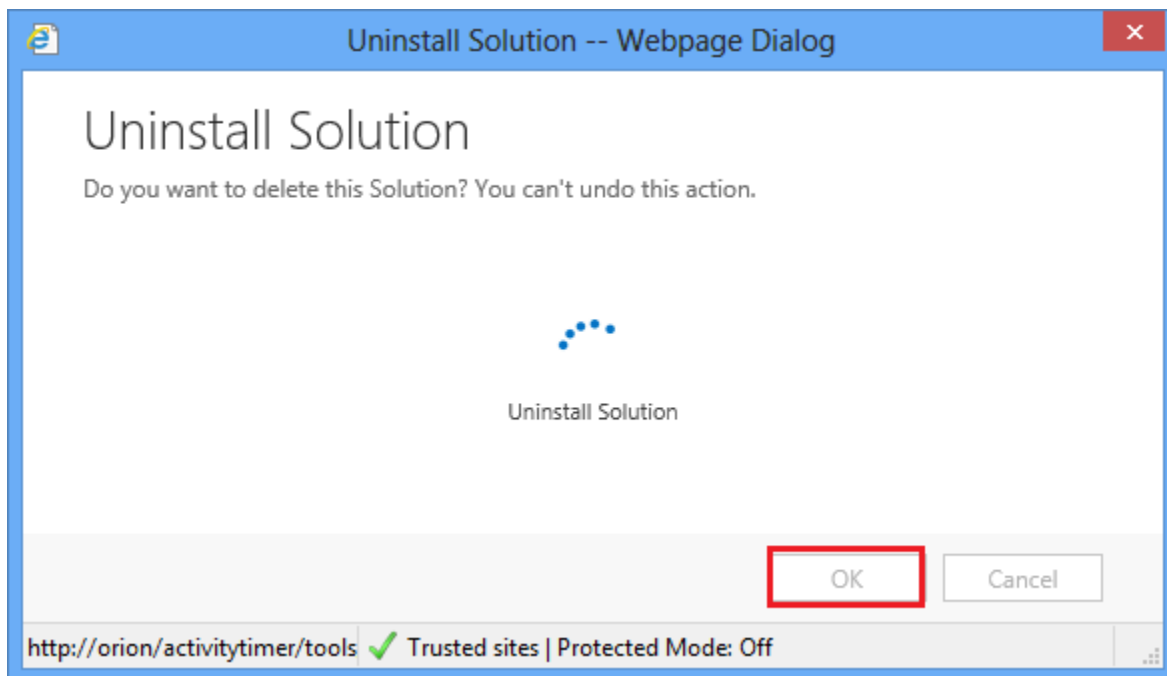 Uninstall Solution -- Webpage Dialog
Uninstall Solution
Do you want to delete this Solution? You can't undo this action.
Uninstall Solution
OK Cancel
http://orion/activitytimer/tools Trusted sites | Protected Mode: Off